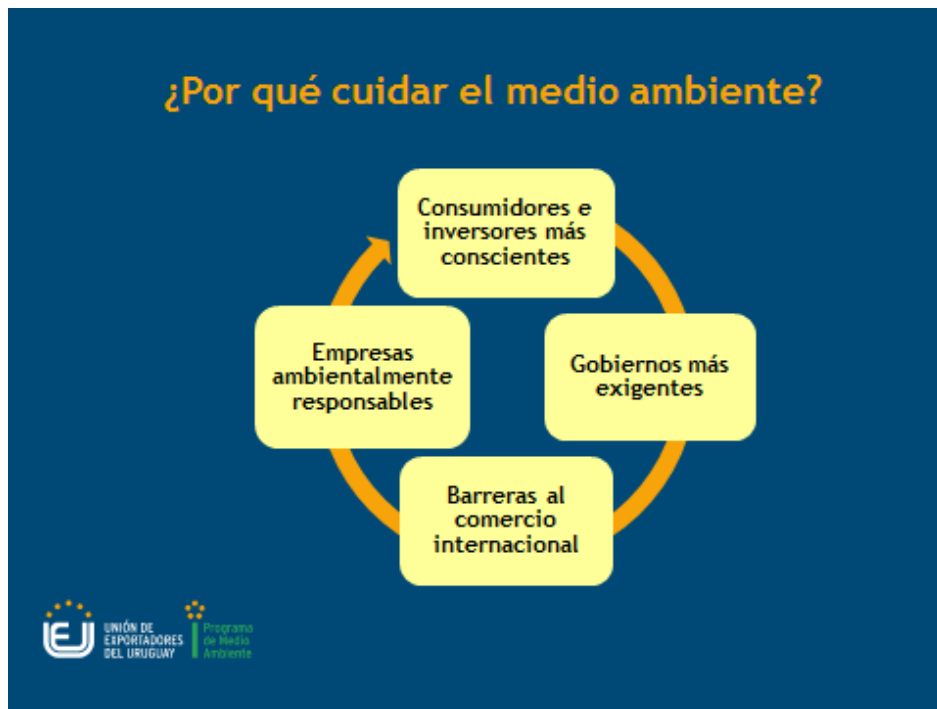 ¿Por qué cuidar el medio ambiente?
Consumidores e
inversores más
conscientes
Empresas
ambientalmente
responsables
Gobiernos más
exigentes
Barreras al
comercio
internacional
UNIÓN DE
EXPORTADORES
DEL URUGUAY
Programa
de Medio
Ambiente